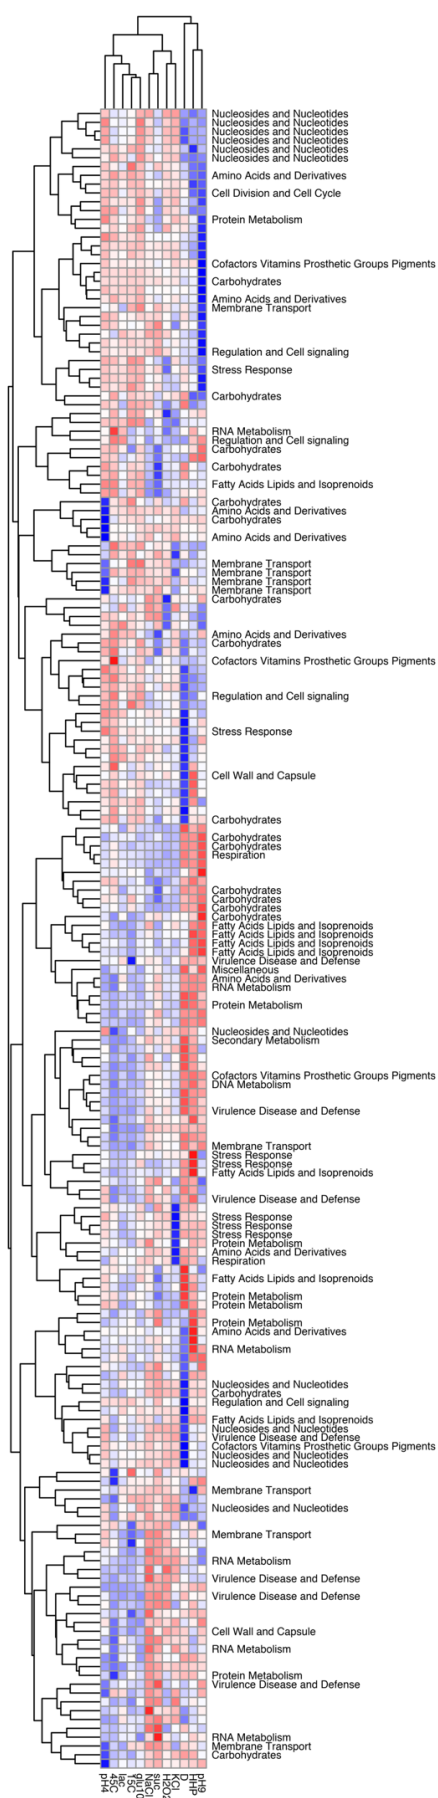 Nucleosides and Nucleotides
Nucleosides and Nucleotides
Nucleosides and Nucleotides
Nucleosides and Nucleotides
Nucleosides and Nucleotides
Nucleosides and Nucleotides
Amino Acids and Derivatives
Cell Division and Cell Cycle
Protein Metabolism
Cofactors Vitamins Prosthetic Groups Pigments
Carbohydrates
Amino Acids and Derivatives
Membrane Transport
Regulation and Cell signaling
Stress Response
Carbohydrates
RNA Metabolism
Regulation and Cell signaling
Carbohydrates
Carbohydrates
Fatty Acids Lipids and Isoprenoids
Carbohydrates
Amino Acids and Derivatives
Carbohydrates
Amino Acids and Derivatives
Membrane Transport
Membrane Transport
Membrane Transport
Membrane Transport
Carbohydrates
Amino Acids and Derivatives
Carbohydrates
Cofactors Vitamins Prosthetic Groups Pigments
Regulation and Cell signaling
Stress Response
Cell Wall and Capsule
Carbohydrates
Carbohydrates
Carbohydrates
Respiration
Carbohydrates
Carbohydrates
Carbohydrates
Carbohydrates
Fatty Acids Lipids and Isoprenoids
Fatty Acids Lipids and Isoprenoids
Fatty Acids Lipids and Isoprenoids
Fatty Acids Lipids and Isoprenoids
Virulence Disease and Defense
Miscellaneous
Amino Acids and Derivatives
RNA Metabolism
Protein Metabolism
Nucleosides and Nucleotides
Secondary Metabolism
Cofactors Vitamins Prosthetic Groups Pigments
DNA Metabolism
Virulence Disease and Defense
Membrane Transport
Stress Response
Stress Response
Fatty Acids Lipids and Isoprenoids
Virulence Disease and Defense
Stress Response
Stress Response
Stress Response
Protein Metabolism
Amino Acids and Derivatives
Respiration
Fatty Acids Lipids and Isoprenoids
Protein Metabolism
Protein Metabolism
Protein Metabolism
Amino Acids and Derivatives
RNA Metabolism
Nucleosides and Nucleotides
Carbohydrates
Regulation and Cell signaling
Fatty Acids Lipids and Isoprenoids
Nucleosides and Nucleotides
Virulence Disease and Defense
Cofactors Vitamins Prosthetic Groups Pigments
Nucleosides and Nucleotides
Nucleosides and Nucleotides
Membrane Transport
Nucleosides and Nucleotides
Membrane Transport
RNA Metabolism
Virulence Disease and Defense
Virulence Disease and Defense
Cell Wall and Capsule
RNA Metabolism
Protein Metabolism
Virulence Disease and Defense
RNA Metabolism
Membrane Transport
Carbohydrates
pH4
45C
lac
15C
glu10
NaCl
suc
H2O2
KCl
D
HHP
pH9